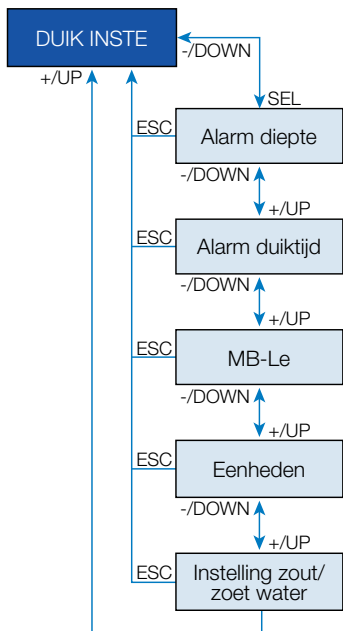 DUIK INSTE
-/DOWN
+/UP
SEL
ESC
Alarm diepte
-/DOWN
+/UP
ESC
Alarm duiktijd
-/DOWN
+/UP
ESC
MB-Le
-/DOWN
+/UP
ESC
Eenheden
-/DOWN
+/UP
ESC
Instelling zout/
zoet water